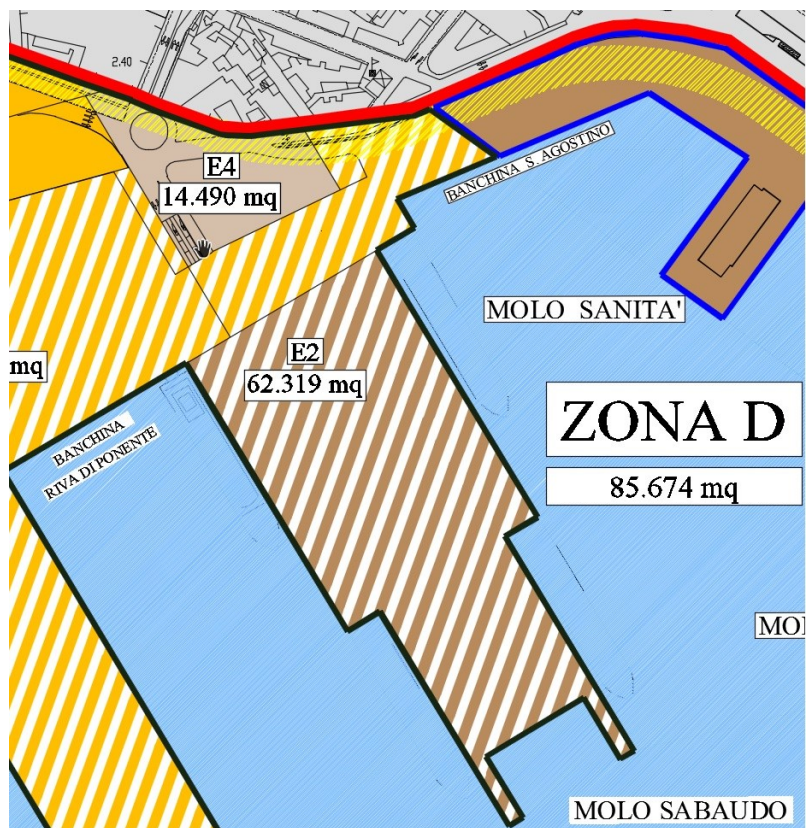 2.40
E4
14.490 mq
BANCHINA S. AGOSTINO
MOLO SANITA'
E2
62.319 mq
mq
ZONA D
85.674 mq
BANCHINA
RIVA DI PONENTE
MOLO SABAUDO